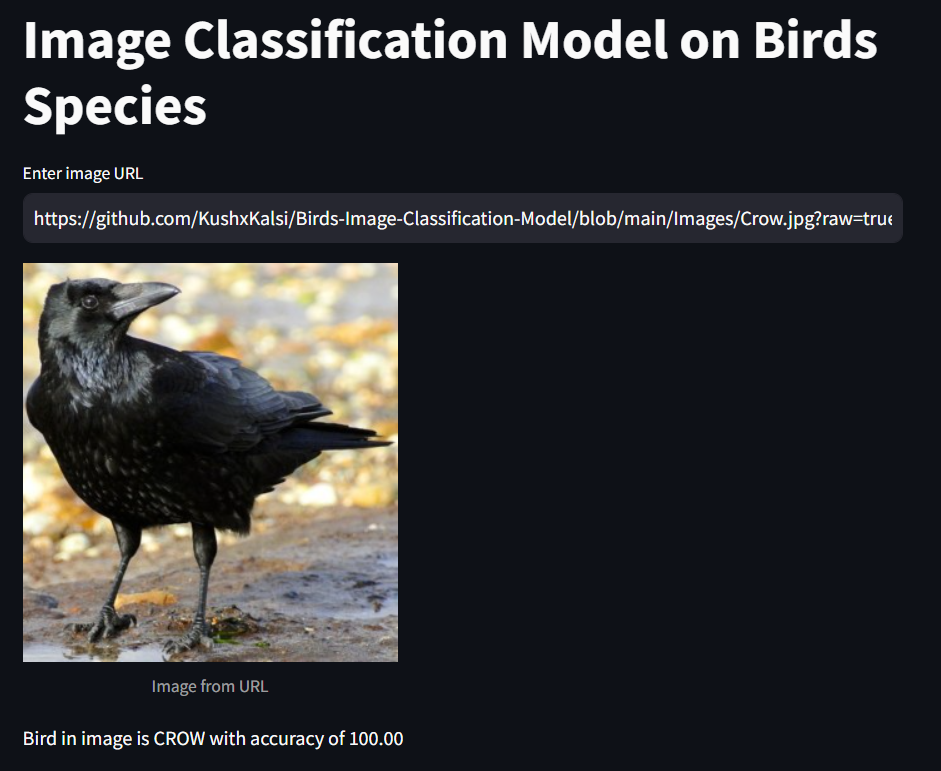 Image Classification Model on Birds
Species
Enter image URL
https://github.com/KushxKalsi/Birds-Image-Classification-Model/blob/main/Images/Crow.jpg?raw=true
Image from URL
Bird in image is CROW with accuracy of 100.00